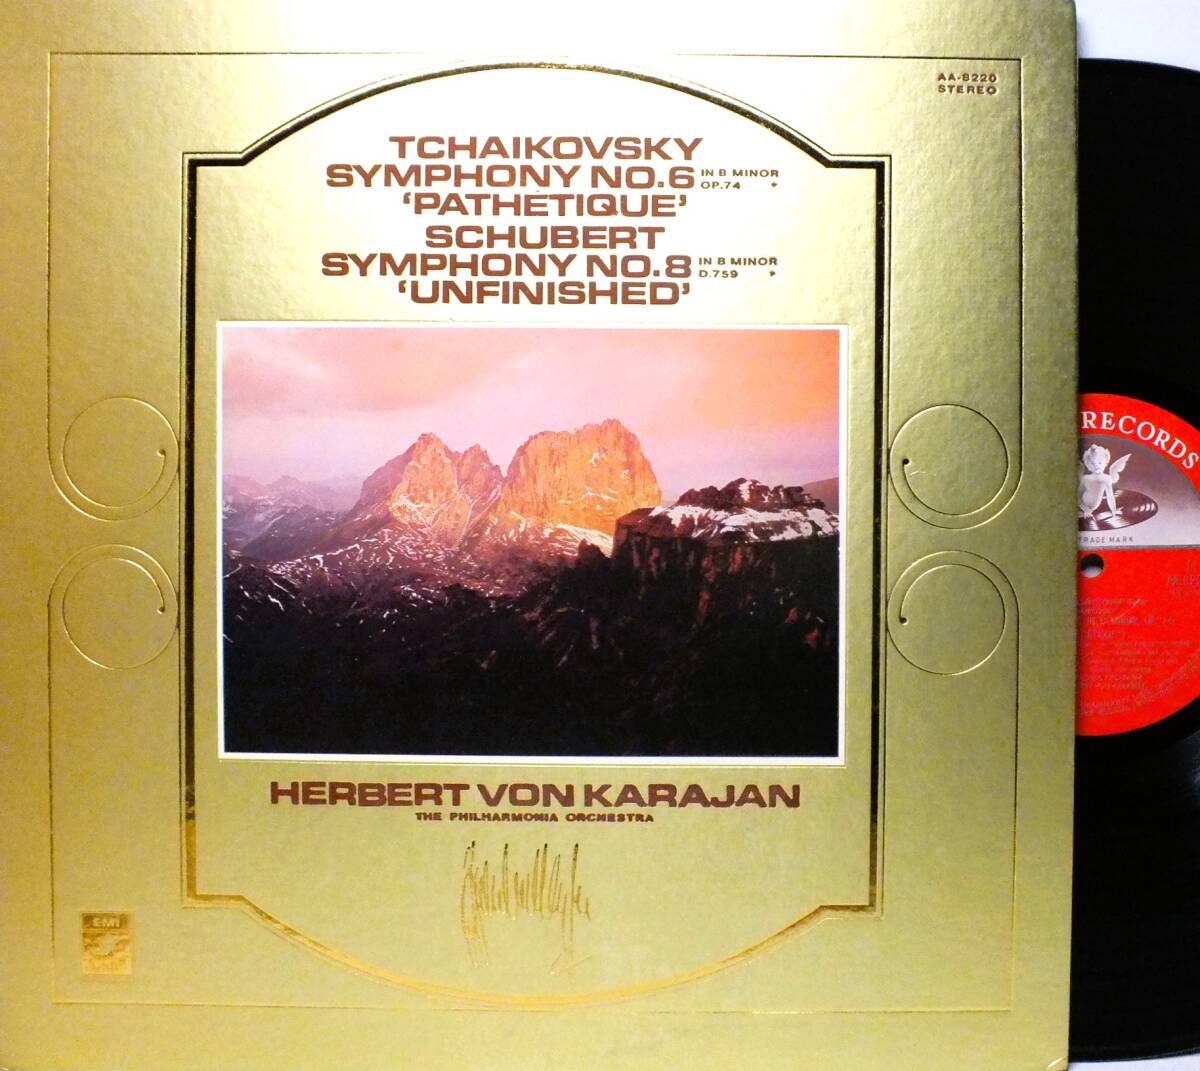 AA-8220
STEREO
TCHAIKOVSKY
SYMPHONY NO.6 IN B MINOR OP.74
'PATHETIQUE'
SCHUBERT
SYMPHONY NO.8 IN B MINOR D.759
'UNFINISHED'
HERBERT VON KARAJAN
THE PHILHARMONIA ORCHESTRA
EMI
RECORDS
TRADE MARK